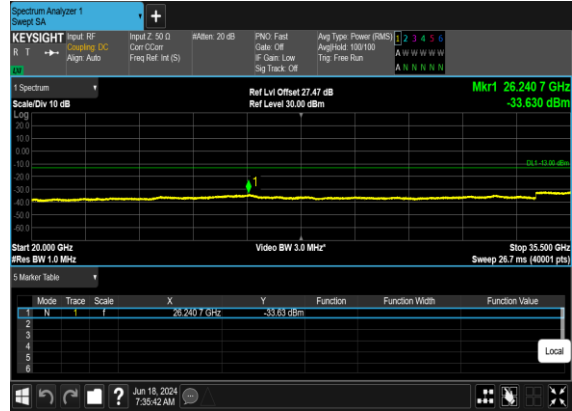 Spectrum Analyzer 1
Swept SA
+
KEYSIGHT Input: RF Input Z: 50 Ω #Atten: 20 dB PNO: Fast Avg Type: Power (RMS) 1 2 3 4 5 6
R T Coupling: DC Corr CCorr Gate: Off Avg|Hold: 100/100 A W W W W W
Align: Auto Freq Ref: Int (S) IF Gain: Low Trig: Free Run
Sig Track: Off A N N N N N
1 Spectrum Ref Lvl Offset 27.47 dB Mkr1 26.240 7 GHz
Scale/Div 10 dB Ref Level 30.00 dBm -33.630 dBm
Log
20.0
10.0
0.00
-10.0 DL1 -13.00 dBm
-20.0
-30.0 1
-40.0
-50.0
-60.0
Start 20.000 GHz Video BW 3.0 MHz* Stop 35.500 GHz
#Res BW 1.0 MHz Sweep 26.7 ms (40001 pts)
5 Marker Table
Mode Trace Scale X Y Function Function Width Function Value
1 N 1 f 26.240 7 GHz -33.63 dBm
2
3
4
5
6
Local
? Jun 18, 2024
7:35:42 AM